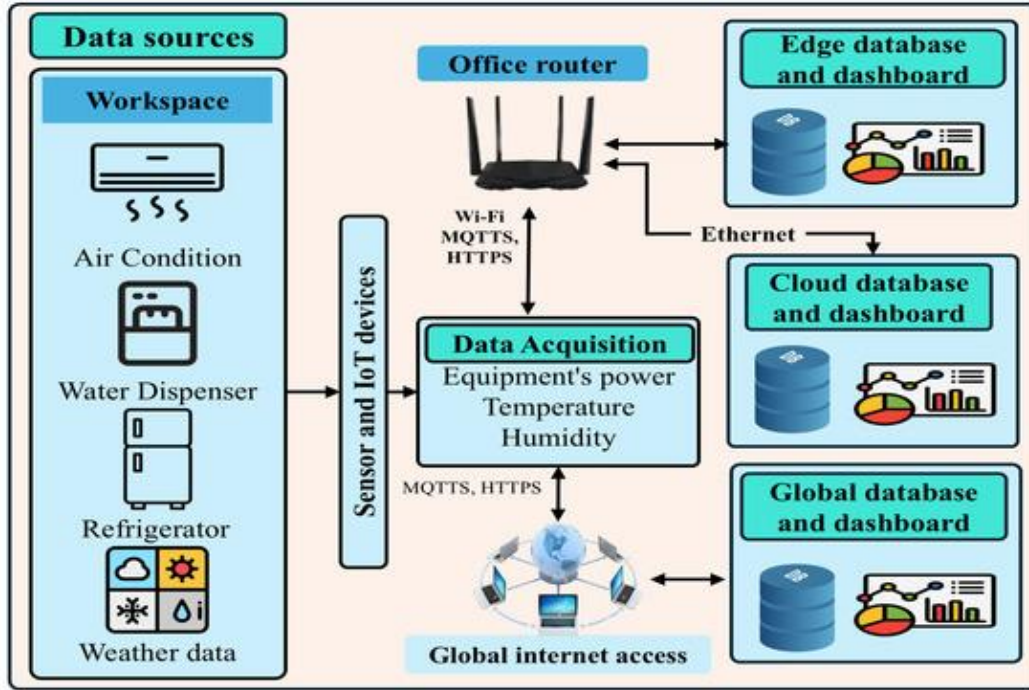 Data sources
Workspace
Air Condition
Water Dispenser
Refrigerator
Weather data
Sensor and IoT devices
Office router
Wi-Fi
MQTTS,
HTTPS
Data Acquisition
Equipment's power
Temperature
Humidity
MQTTS, HTTPS
Global internet access
Edge database
and dashboard
Ethernet
Cloud database
and dashboard
Global database
and dashboard